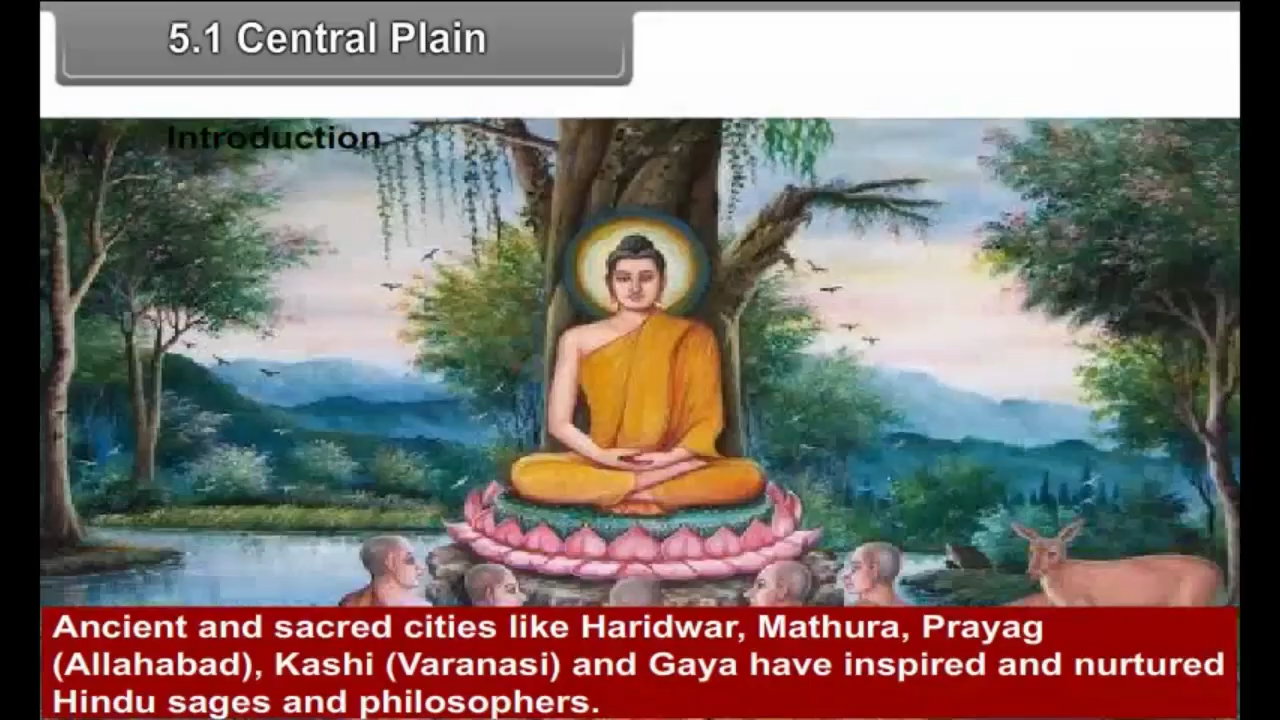 5.1 Central Plain
Introduction
Ancient and sacred cities like Haridwar, Mathura, Prayag
(Allahabad), Kashi (Varanasi) and Gaya have inspired and nurtured
Hindu sages and philosophers.